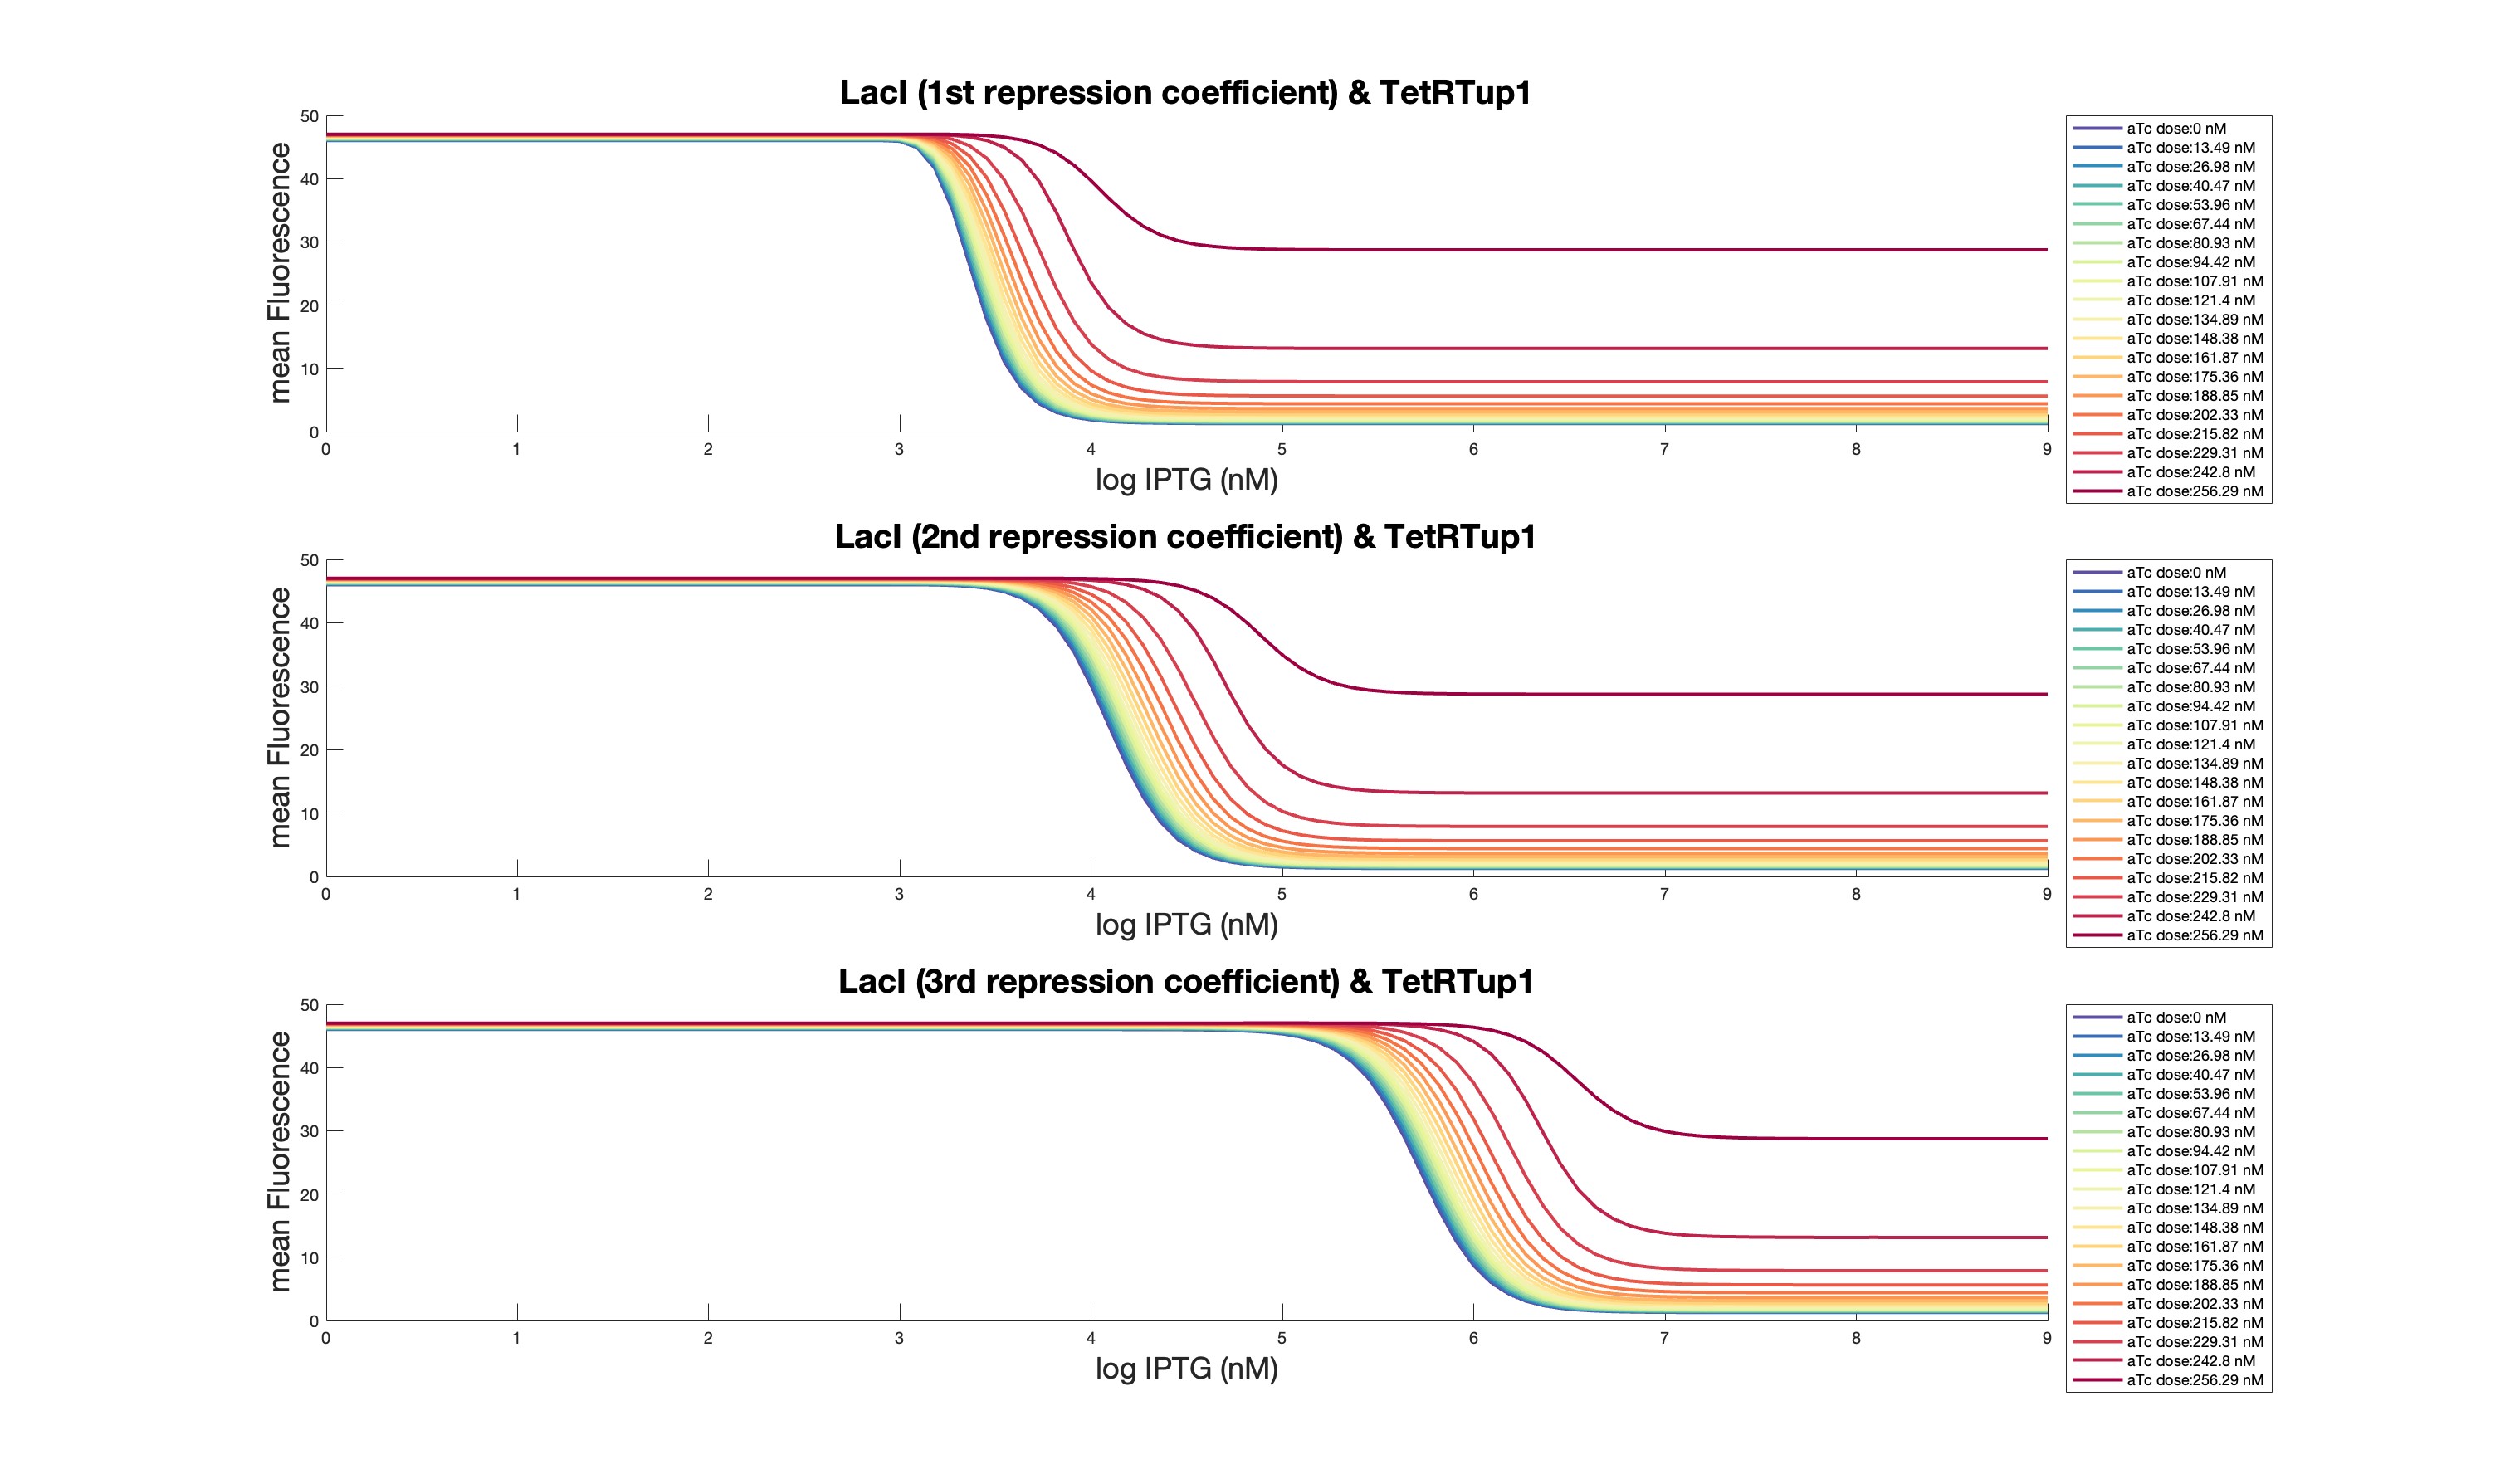 LacI (1st repression coefficient) & TetRTup1
50
40
30
20
10
0
mean Fluorescence
0 1 2 3 4 5 6 7 8 9
log IPTG (nM)
aTc dose:0 nM
aTc dose:13.49 nM
aTc dose:26.98 nM
aTc dose:40.47 nM
aTc dose:53.96 nM
aTc dose:67.44 nM
aTc dose:80.93 nM
aTc dose:94.42 nM
aTc dose:107.91 nM
aTc dose:121.4 nM
aTc dose:134.89 nM
aTc dose:148.38 nM
aTc dose:161.87 nM
aTc dose:175.36 nM
aTc dose:188.85 nM
aTc dose:202.33 nM
aTc dose:215.82 nM
aTc dose:229.31 nM
aTc dose:242.8 nM
aTc dose:256.29 nM
LacI (2nd repression coefficient) & TetRTup1
50
40
30
20
10
0
mean Fluorescence
0 1 2 3 4 5 6 7 8 9
log IPTG (nM)
aTc dose:0 nM
aTc dose:13.49 nM
aTc dose:26.98 nM
aTc dose:40.47 nM
aTc dose:53.96 nM
aTc dose:67.44 nM
aTc dose:80.93 nM
aTc dose:94.42 nM
aTc dose:107.91 nM
aTc dose:121.4 nM
aTc dose:134.89 nM
aTc dose:148.38 nM
aTc dose:161.87 nM
aTc dose:175.36 nM
aTc dose:188.85 nM
aTc dose:202.33 nM
aTc dose:215.82 nM
aTc dose:229.31 nM
aTc dose:242.8 nM
aTc dose:256.29 nM
LacI (3rd repression coefficient) & TetRTup1
50
40
30
20
10
0
mean Fluorescence
0 1 2 3 4 5 6 7 8 9
log IPTG (nM)
aTc dose:0 nM
aTc dose:13.49 nM
aTc dose:26.98 nM
aTc dose:40.47 nM
aTc dose:53.96 nM
aTc dose:67.44 nM
aTc dose:80.93 nM
aTc dose:94.42 nM
aTc dose:107.91 nM
aTc dose:121.4 nM
aTc dose:134.89 nM
aTc dose:148.38 nM
aTc dose:161.87 nM
aTc dose:175.36 nM
aTc dose:188.85 nM
aTc dose:202.33 nM
aTc dose:215.82 nM
aTc dose:229.31 nM
aTc dose:242.8 nM
aTc dose:256.29 nM